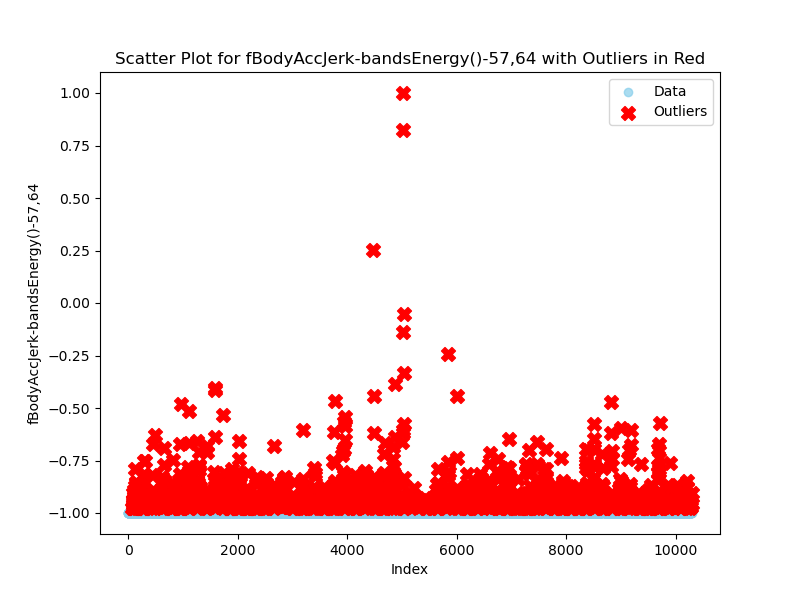 Scatter Plot for fBodyAccJerk-bandsEnergy()-57,64 with Outliers in Red
Data
Outliers
fBodyAccJerk-bandsEnergy()-57,64
1.00
0.75
0.50
0.25
0.00
−0.25
−0.50
−0.75
−1.00
0 2000 4000 6000 8000 10000
Index